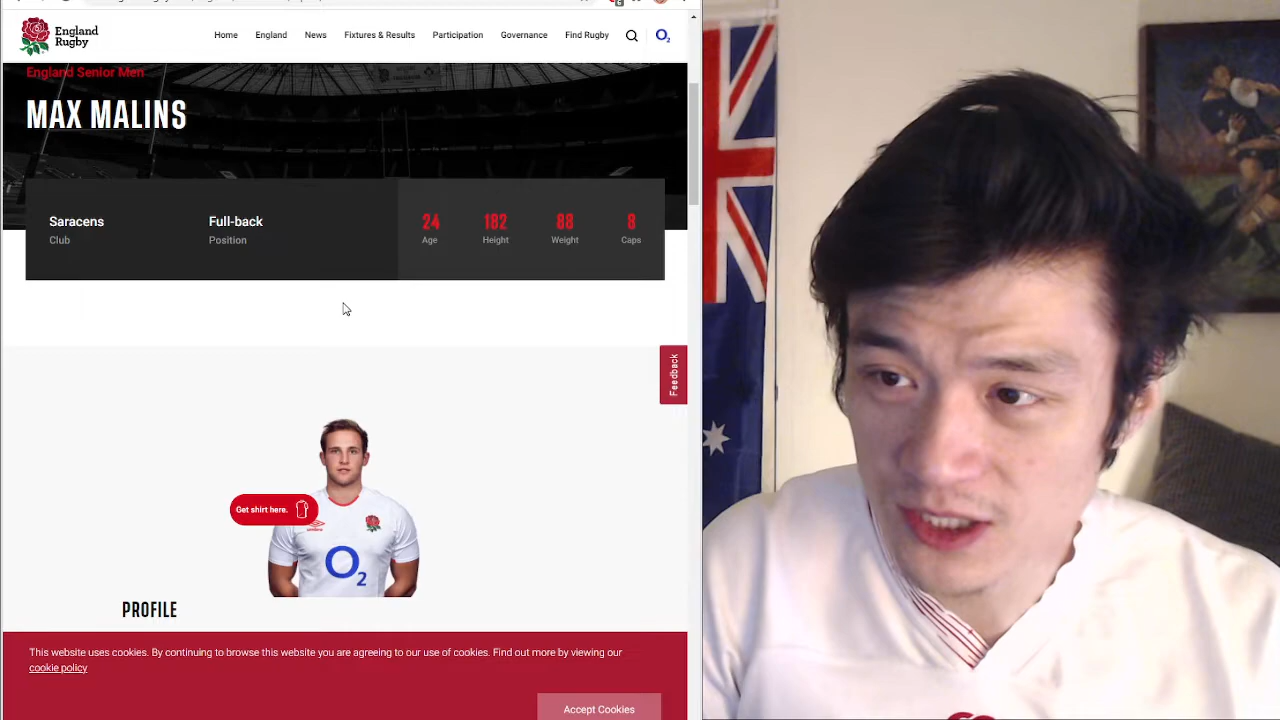 England
Rugby
Home England News Fixtures & Results Participation Governance Find Rugby O2
England Senior Men
MAX MALINS
Saracens Full-back 24 182 88 8
Club Position Age Height Weight Caps
Feedback
Get shirt here.
O2
PROFILE
This website uses cookies. By continuing to browse this website you are agreeing to our use of cookies. Find out more by viewing our
cookie policy
Accept Cookies